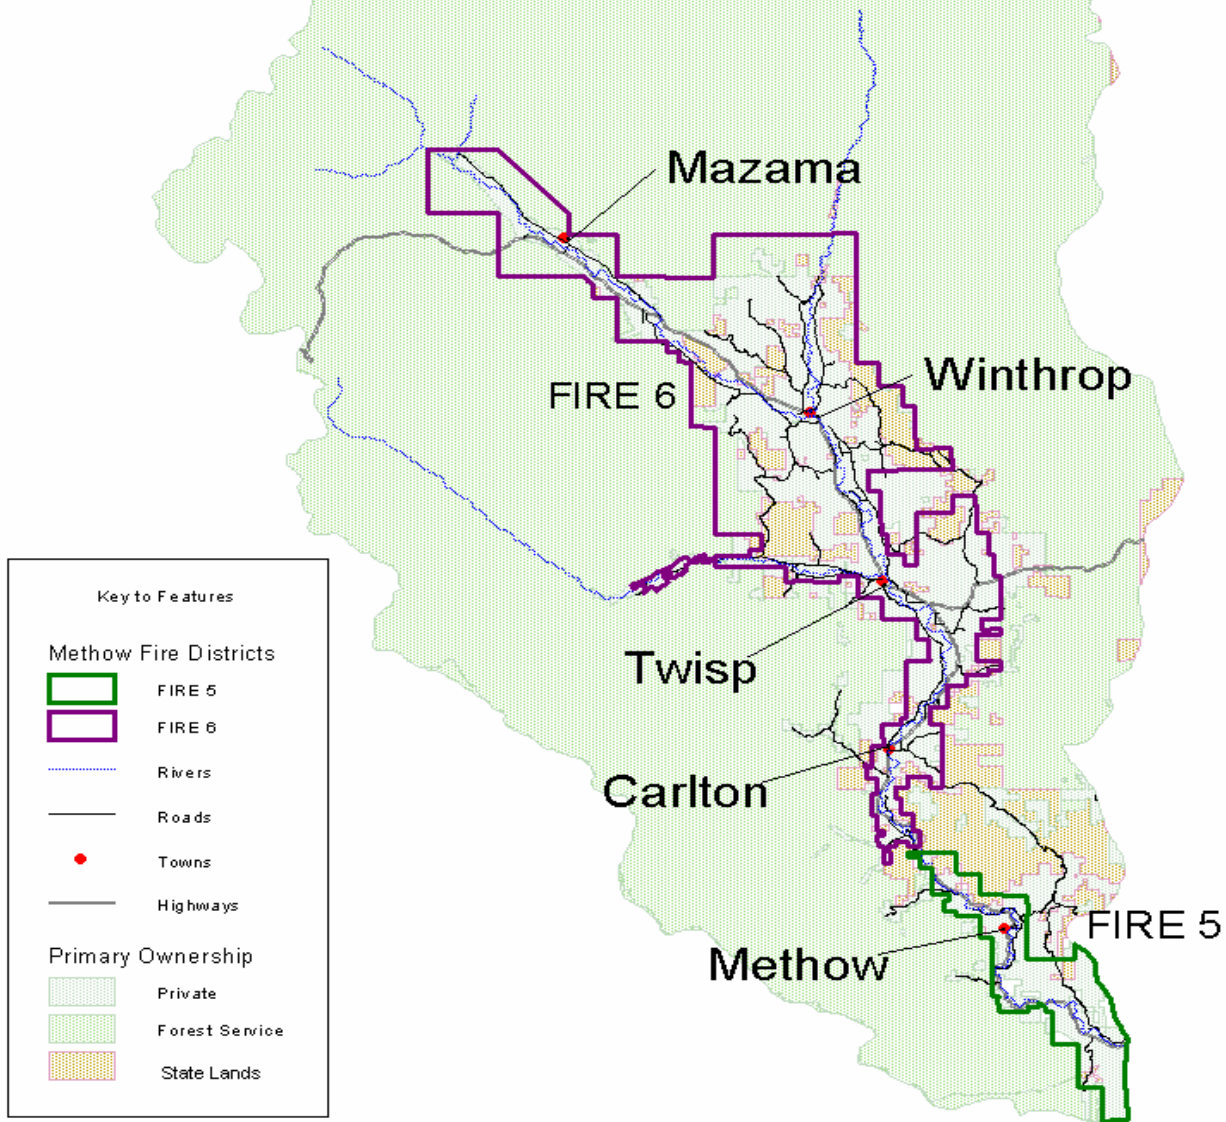 Mazama
Winthrop
FIRE 6
Twisp
Carlton
FIRE 5
Methow
Key to Features
Methow Fire Districts
FIRE 5
FIRE 6
Rivers
Roads
Towns
Highways
Primary Ownership
Private
Forest Service
State Lands